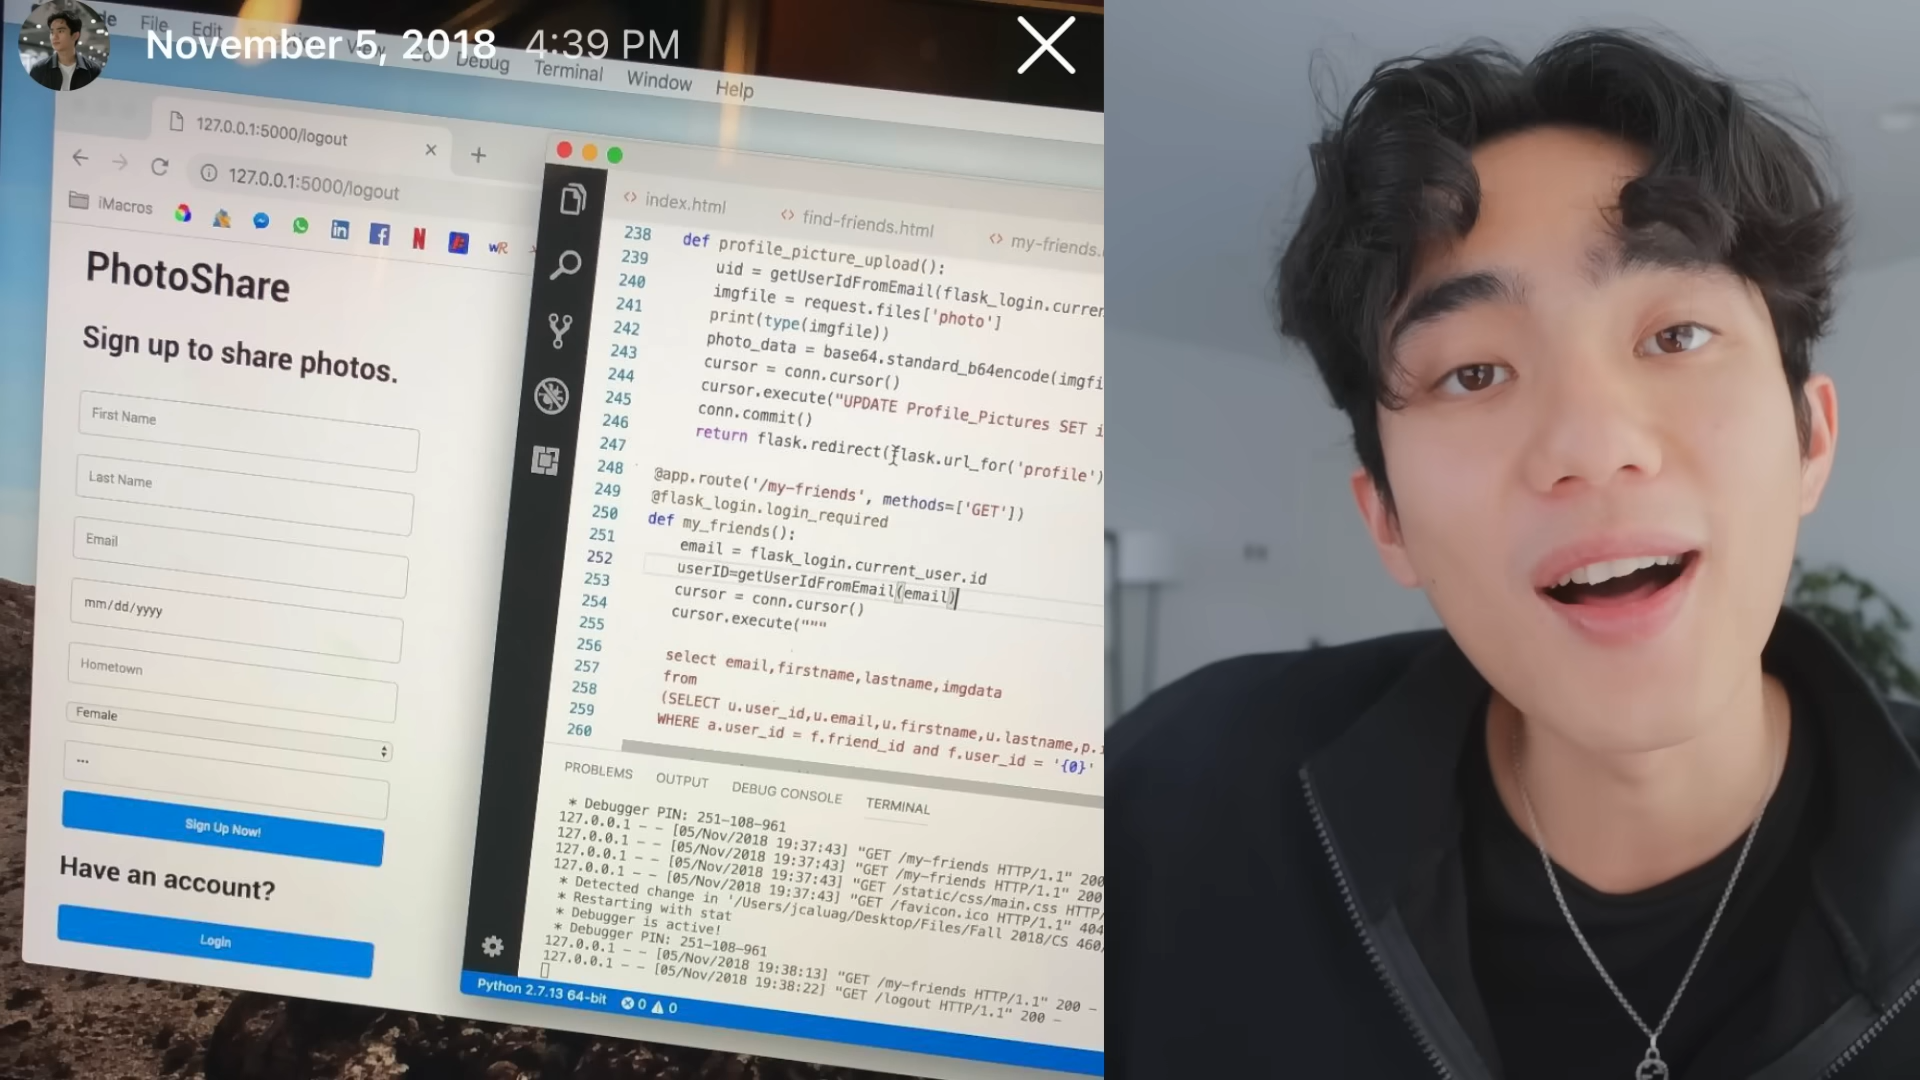 November 5, 2018 4:39 PM
File Edit View Go Debug Terminal Window Help
127.0.0.1:5000/logout
127.0.0.1:5000/logout
iMacros
PhotoShare
Sign up to share photos.
First Name
Last Name
Email
mm/dd/yyyy
Hometown
Female
Sign Up Now!
Have an account?
Login
index.html find-friends.html my-friends.
238 def profile_picture_upload():
239 uid = getUserIdFromEmail(flask_login.curren
240 imgfile = request.files['photo']
241 print(type(imgfile))
242 photo_data = base64.standard_b64encode(imgfi
243 cursor = conn.cursor()
244 cursor.execute("UPDATE Profile_Pictures SET i
245 conn.commit()
246 return flask.redirect(flask.url_for('profile')
247
248 @app.route('/my-friends', methods=['GET'])
249 @flask_login.login_required
250 def my_friends():
251 email = flask_login.current_user.id
252 userID=getUserIdFromEmail(email)
253 cursor = conn.cursor()
254 cursor.execute("""
255
256 select email,firstname,lastname,imgdata
257 from
258 (SELECT u.user_id,u.email,u.firstname,u.lastname,p.
259 WHERE a.user_id = f.friend_id and f.user_id = '{0}'
260
PROBLEMS OUTPUT DEBUG CONSOLE TERMINAL
* Debugger PIN: 251-108-961
127.0.0.1 - - [05/Nov/2018 19:37:43] "GET /my-friends HTTP/1.1" 200
127.0.0.1 - - [05/Nov/2018 19:37:43] "GET /my-friends HTTP/1.1" 200
127.0.0.1 - - [05/Nov/2018 19:37:43] "GET /static/css/main.css HTTP/
127.0.0.1 - - [05/Nov/2018 19:37:43] "GET /favicon.ico HTTP/1.1" 404
* Detected change in '/Users/jcaluag/Desktop/Files/Fall 2018/CS 460/
* Restarting with stat
* Debugger is active!
* Debugger PIN: 251-108-961
127.0.0.1 - - [05/Nov/2018 19:38:13] "GET /my-friends HTTP/1.1" 200 -
127.0.0.1 - - [05/Nov/2018 19:38:22] "GET /logout HTTP/1.1" 200 -
Python 2.7.13 64-bit 0 0